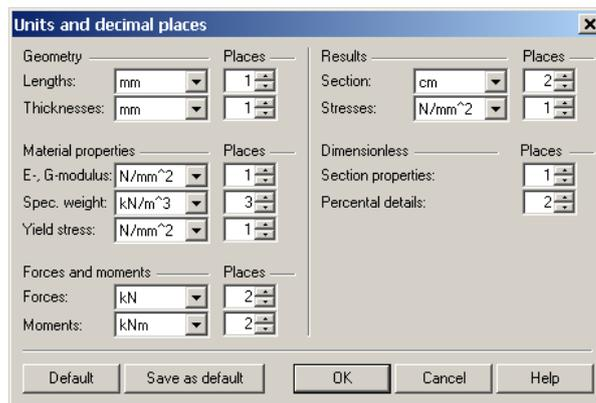 Units and decimal places
Geometry Places
Lengths: mm 1
Thicknesses: mm 1
Material properties Places
E-, G-modulus: N/mm^2 1
Spec. weight: kN/m^3 3
Yield stress: N/mm^2 1
Forces and moments Places
Forces: kN 2
Moments: kNm 2
Results Places
Section: cm 2
Stresses: N/mm^2 1
Dimensionless Places
Section properties: 1
Percental details: 2
Default Save as default OK Cancel Help